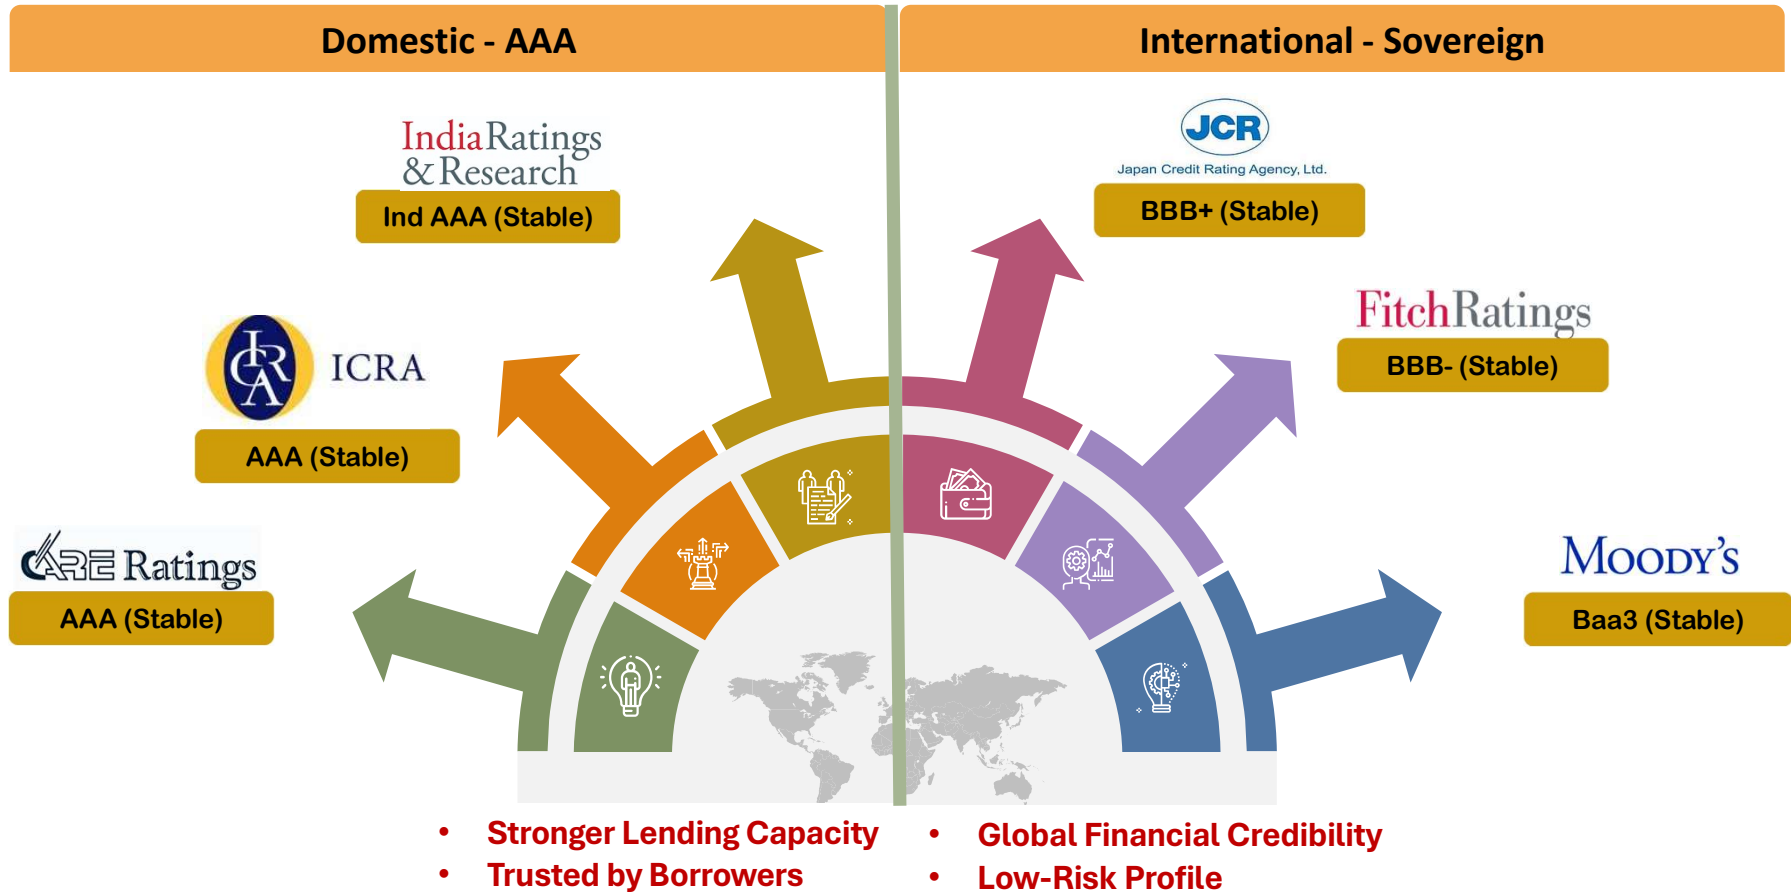 Domestic - AAA
India Ratings
& Research
Ind AAA (Stable)
ICRA
ICRA
AAA (Stable)
CARE Ratings
AAA (Stable)
International - Sovereign
JCR
Japan Credit Rating Agency, Ltd.
BBB+ (Stable)
FitchRatings
BBB- (Stable)
MOODY'S
Baa3 (Stable)
• Stronger Lending Capacity
• Trusted by Borrowers
• Global Financial Credibility
• Low-Risk Profile